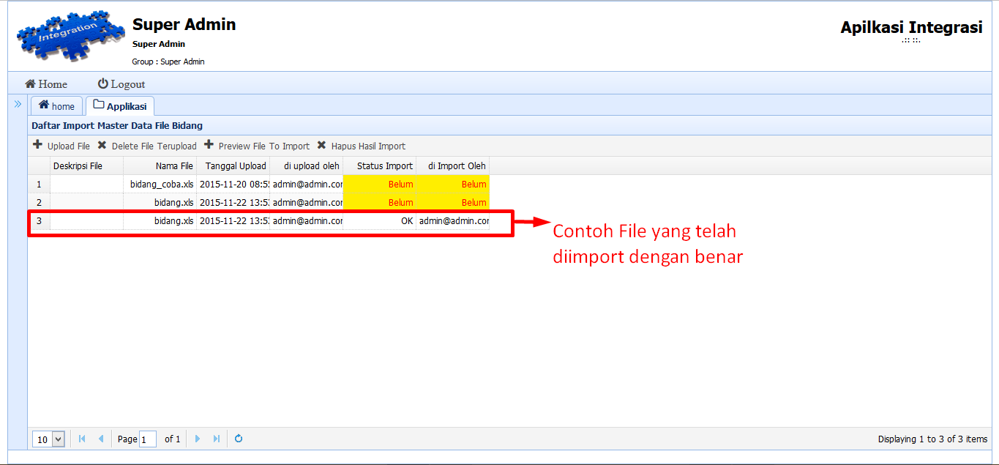 Integration
Super Admin
Super Admin
Group : Super Admin
Apilkasi Integrasi
.:: ::.
Home Logout
home Applikasi
Daftar Import Master Data File Bidang
Upload File Delete File Terupload Preview File To Import Hapus Hasil Import
Deskripsi File Nama File Tanggal Upload di upload oleh Status Import di Import Oleh
1 bidang_coba.xls 2015-11-20 08:5 admin@admin.cor Belum Belum
2 bidang.xls 2015-11-22 13:5 admin@admin.cor Belum Belum
3 bidang.xls 2015-11-22 13:5 admin@admin.cor OK admin@admin.cor
Contoh File yang telah
diimport dengan benar
10 Page 1 of 1 Displaying 1 to 3 of 3 items